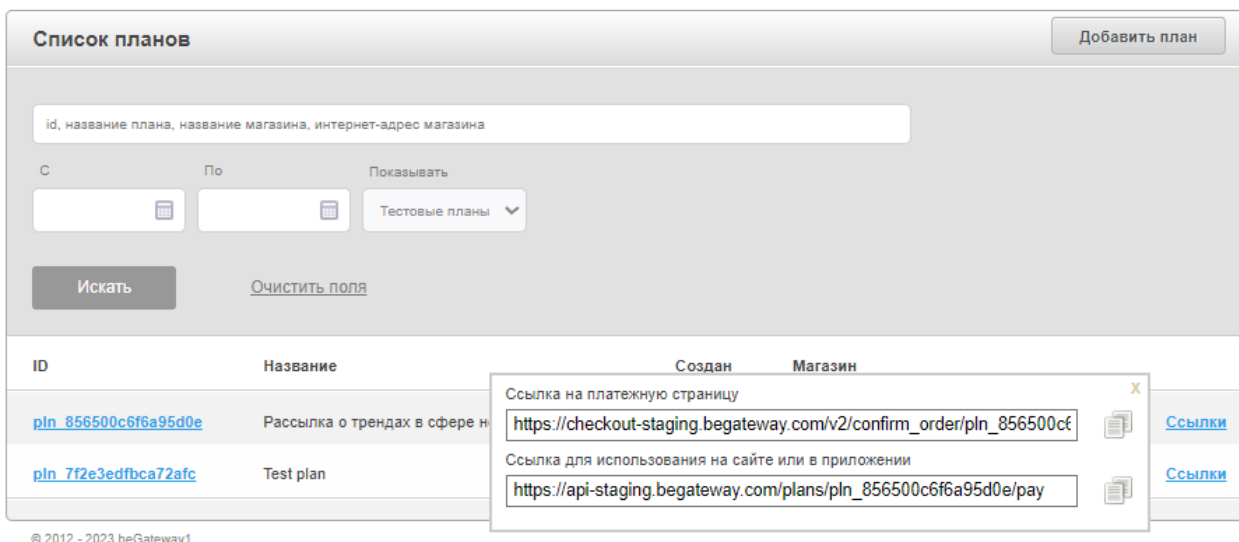 Список планов
Добавить план
id, название плана, название магазина, интернет-адрес магазина
С По Показывать
Тестовые планы
Искать Очистить поля
ID Название Создан Магазин
Ссылка на платежную страницу x
pln_856500c6f6a95d0e Рассылка о трендах в сфере https://checkout-staging.begateway.com/v2/confirm_order/pln_856500c6 Ссылки
Ссылка для использования на сайте или в приложении
pln_7f2e3edfbca72afc Test plan https://api-staging.begateway.com/plans/pln_856500c6f6a95d0e/pay Ссылки
© 2012 - 2023 beGateway1